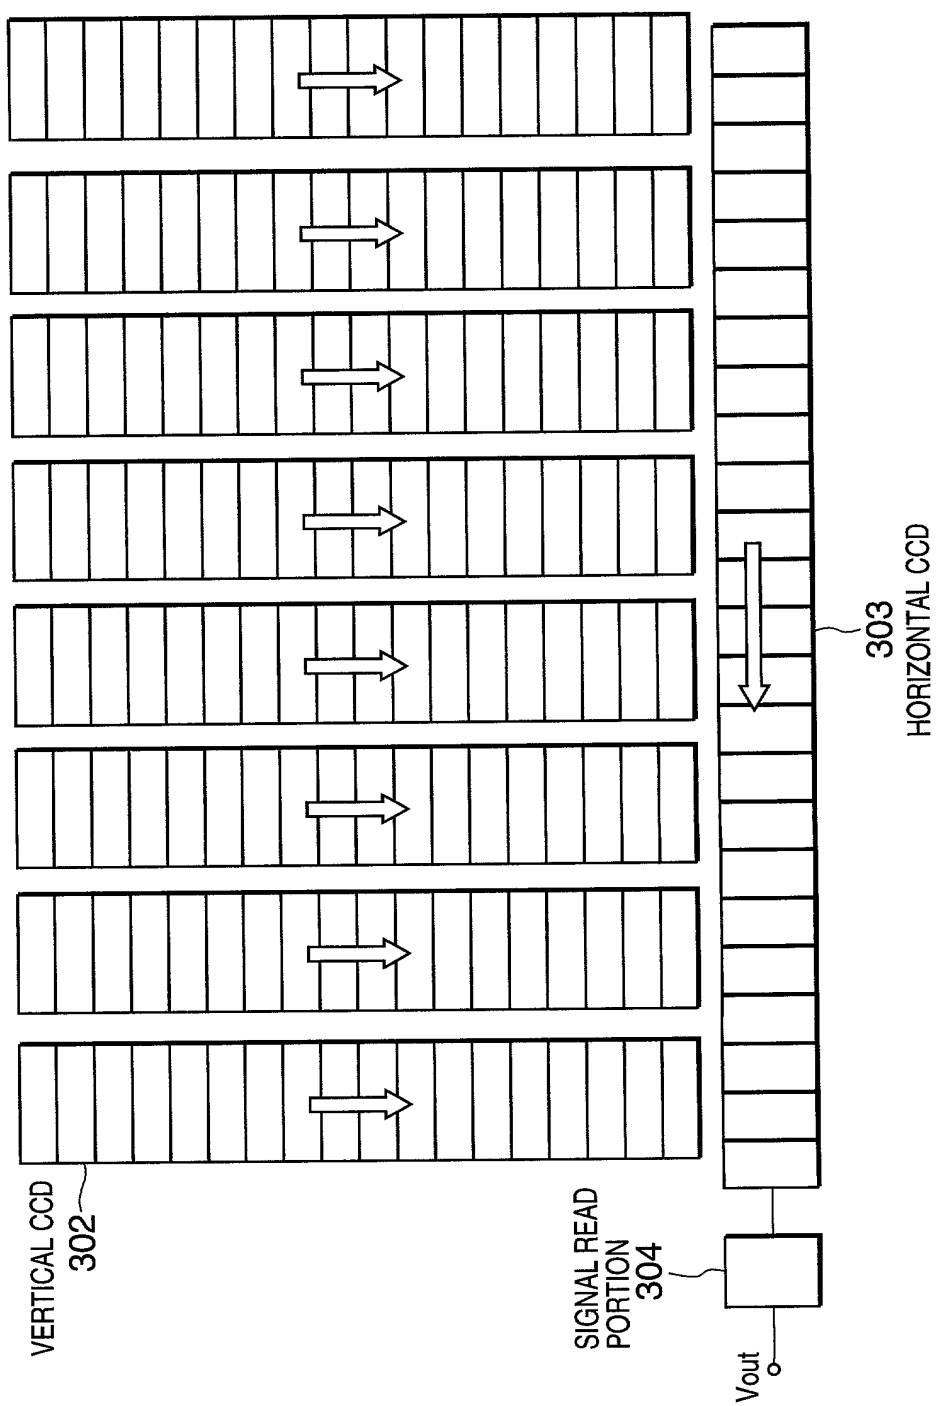 VERTICAL CCD
302
SIGNAL READ
PORTION
304
Vout
303
HORIZONTAL CCD